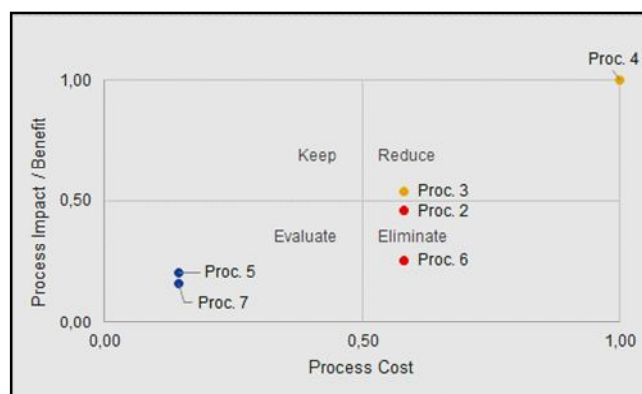 Proc. 4
1,00
Keep
Reduce
Proc. 3
0,50
Proc. 2
Evaluate
Eliminate
Proc. 6
Proc. 5
Proc. 7
0,00
0,00
0,50
1,00
Process Cost
Process Impact / Benefit